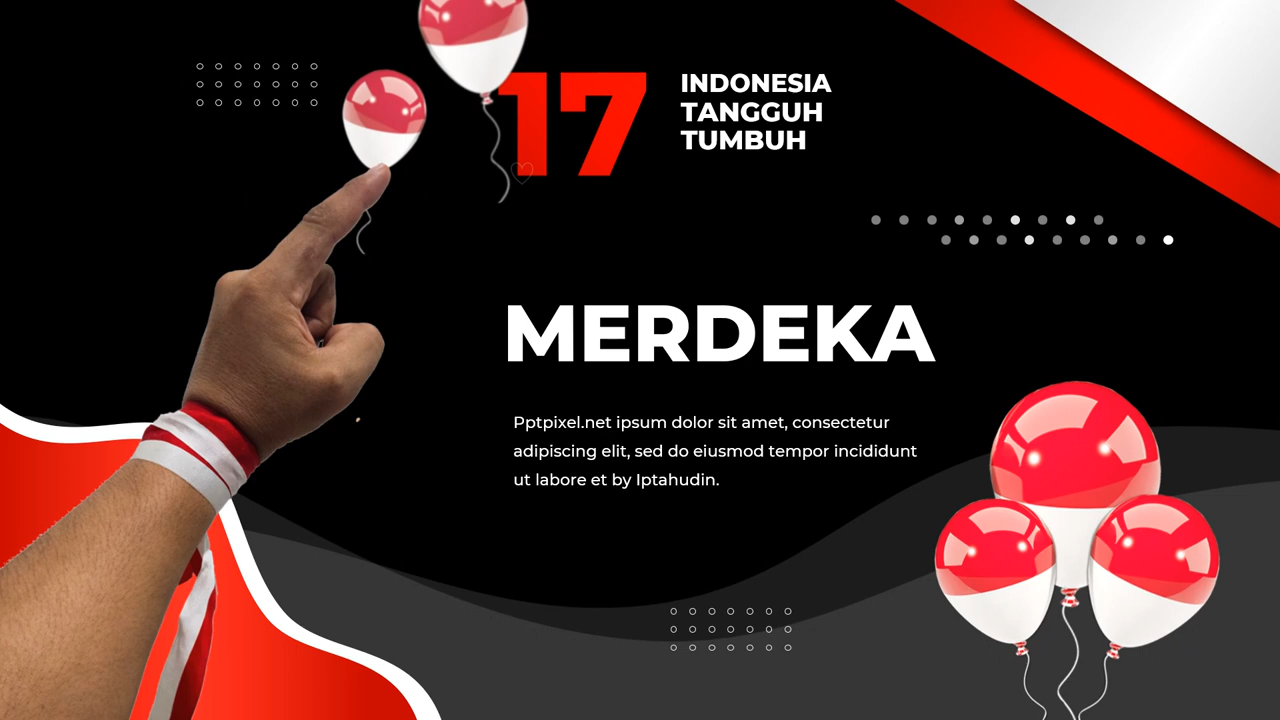 17
INDONESIA
TANGGUH
TUMBUH
MERDEKA
Pptpixel.net ipsum dolor sit amet, consectetur
adipiscing elit, sed do eiusmod tempor incididunt
ut labore et by Iptahudin.